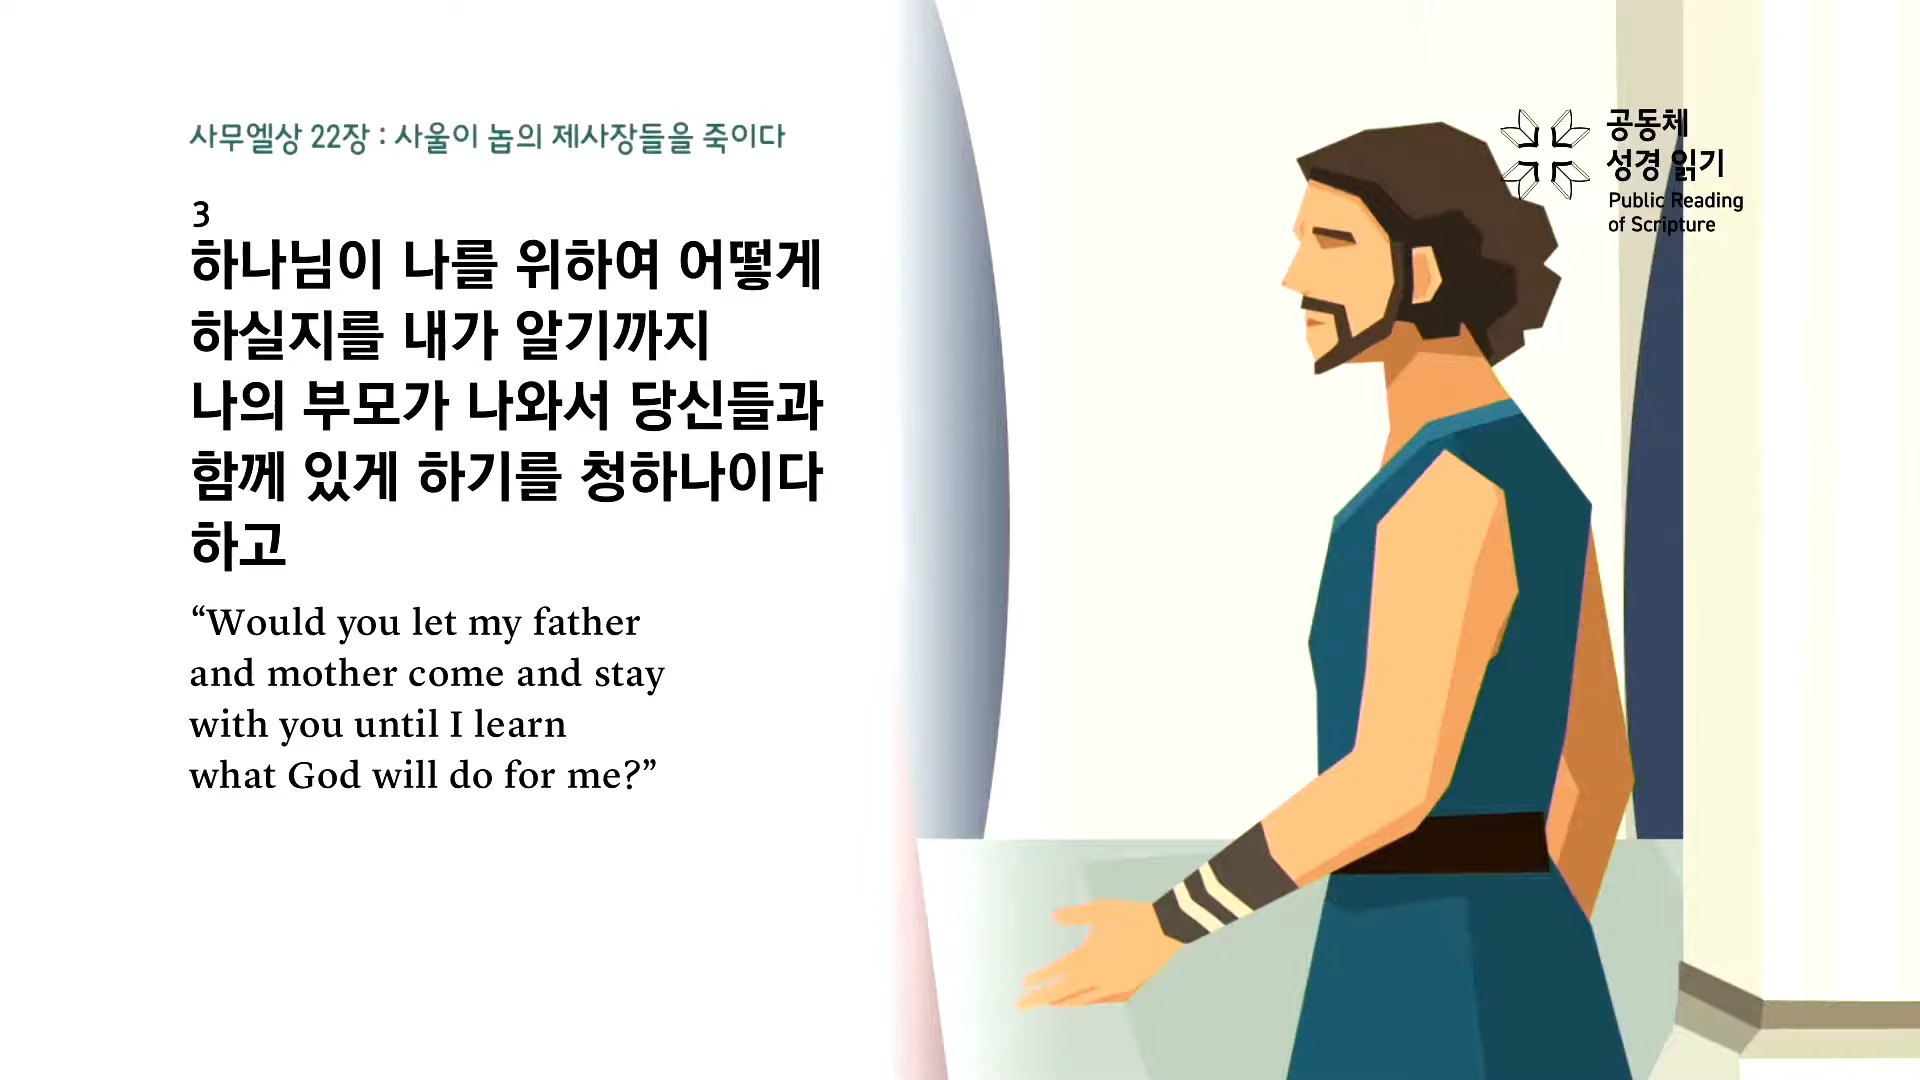 사무엘상 22장 : 사울이 놉의 제사장들을 죽이다
3
하나님이 나를 위하여 어떻게
하실지를 내가 알기까지
나의 부모가 나와서 당신들과
함께 있게 하기를 청하나이다
하고
“Would you let my father
and mother come and stay
with you until I learn
what God will do for me?”
공동체
성경 읽기
Public Reading
of Scripture